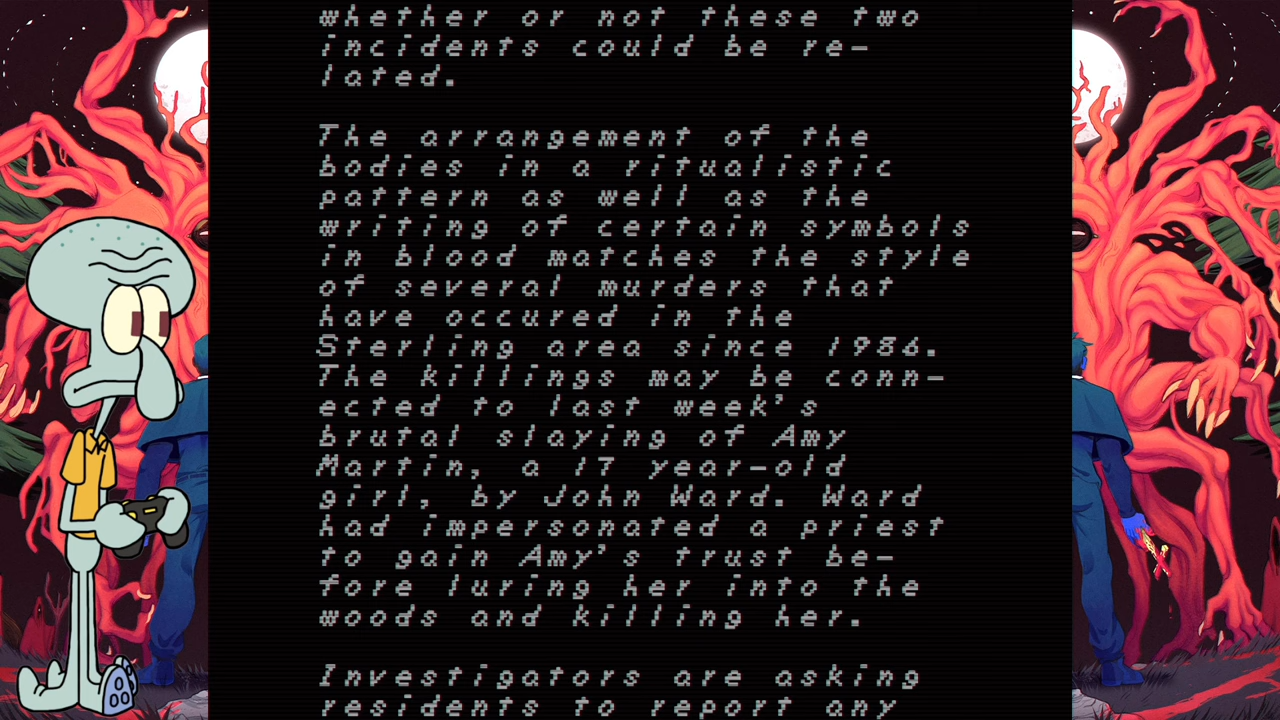 whether or not these two
incidents could be re-
lated.
The arrangement of the
bodies in a ritualistic
pattern as well as the
writing of certain symbols
in blood matches the style
of several murders that
have occured in the
Sterling area since 1986.
The killings may be conn-
ected to last week's
brutal slaying of Amy
Martin, a 17 year-old
girl, by John Ward. Ward
had impersonated a priest
to gain Amy's trust be-
fore luring her into the
woods and killing her.
Investigators are asking
residents to report any